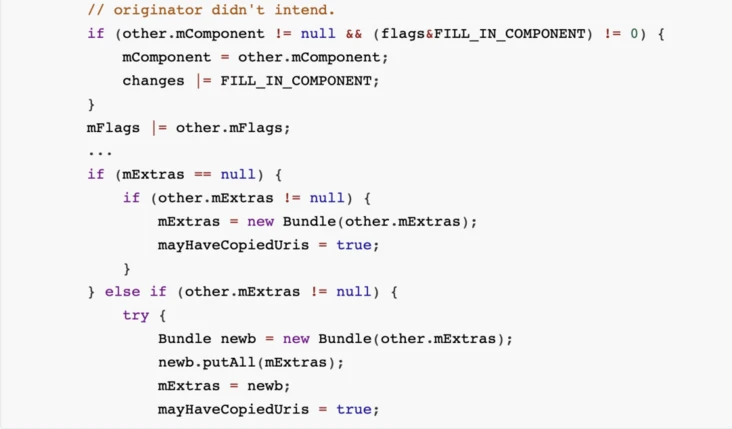 // originator didn't intend.
if (other.mComponent != null && (flags&FILL_IN_COMPONENT) != 0) {
mComponent = other.mComponent;
changes |= FILL_IN_COMPONENT;
}
mFlags |= other.mFlags;
...
if (mExtras == null) {
if (other.mExtras != null) {
mExtras = new Bundle(other.mExtras);
mayHaveCopiedUris = true;
}
} else if (other.mExtras != null) {
try {
Bundle newb = new Bundle(other.mExtras);
newb.putAll(mExtras);
mExtras = newb;
mayHaveCopiedUris = true;